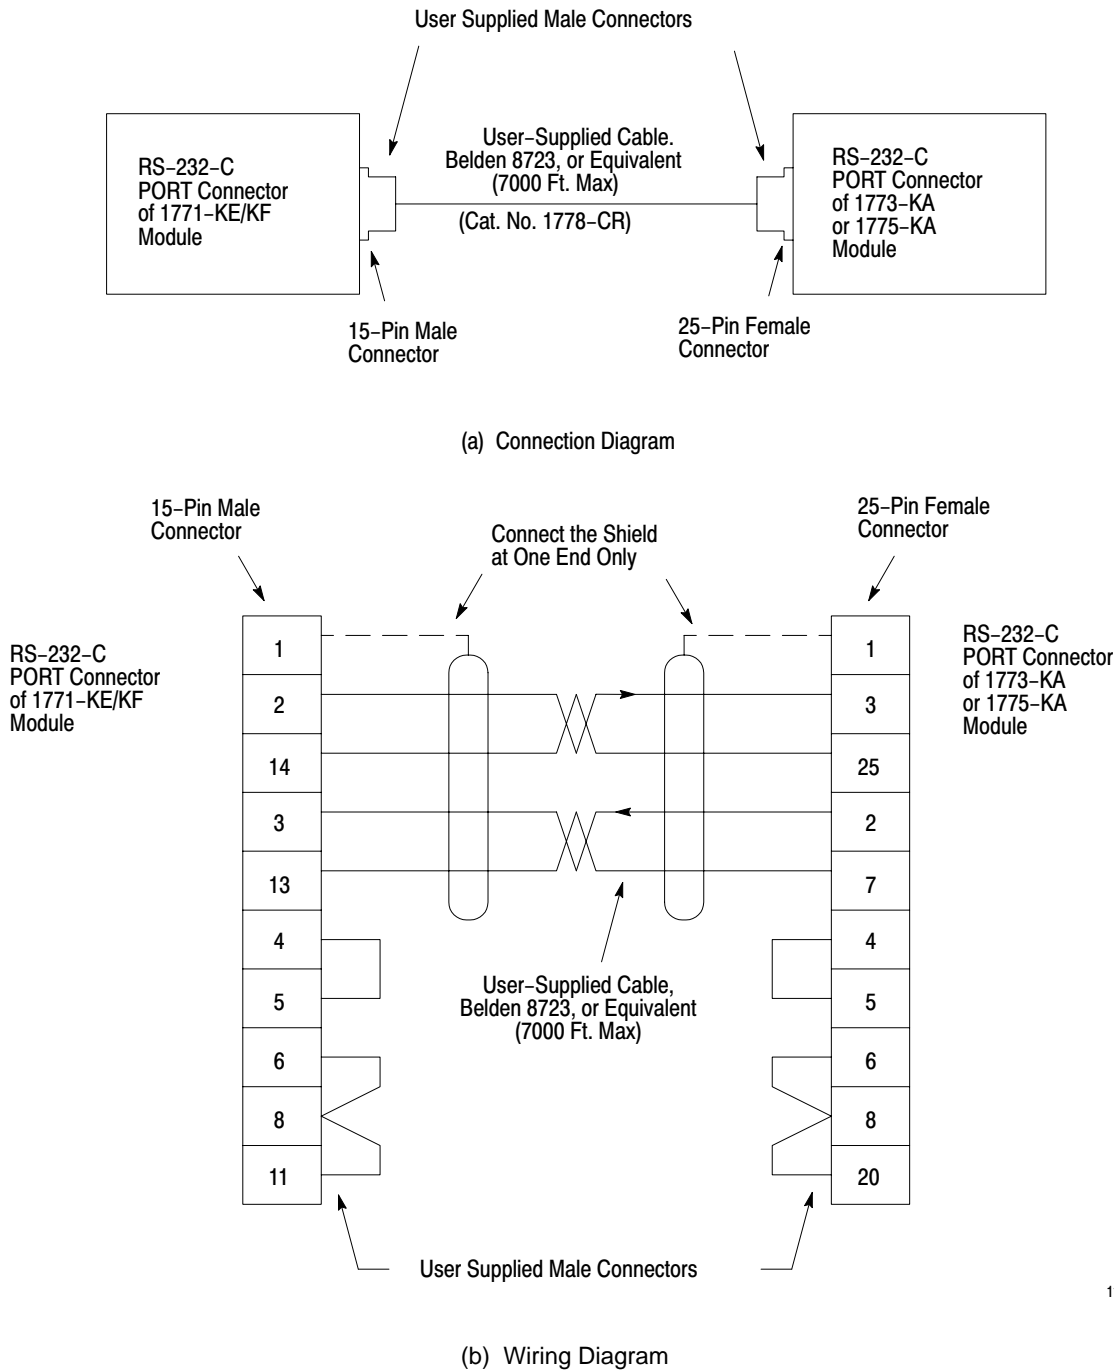 User Supplied Male Connectors
RS-232-C
PORT Connector
of 1771-KE/KF
Module
User-Supplied Cable.
Belden 8723, or Equivalent
(7000 Ft. Max)
(Cat. No. 1778-CR)
RS-232-C
PORT Connector
of 1773-KA
or 1775-KA
Module
15-Pin Male
Connector
25-Pin Female
Connector
(a) Connection Diagram
15-Pin Male
Connector
Connect the Shield
at One End Only
25-Pin Female
Connector
RS-232-C
PORT Connector
of 1771-KE/KF
Module
1
2
14
3
13
4
5
6
8
11
1
3
25
2
7
4
5
6
8
20
RS-232-C
PORT Connector
of 1773-KA
or 1775-KA
Module
User-Supplied Cable,
Belden 8723, or Equivalent
(7000 Ft. Max)
User Supplied Male Connectors
1
(b) Wiring Diagram